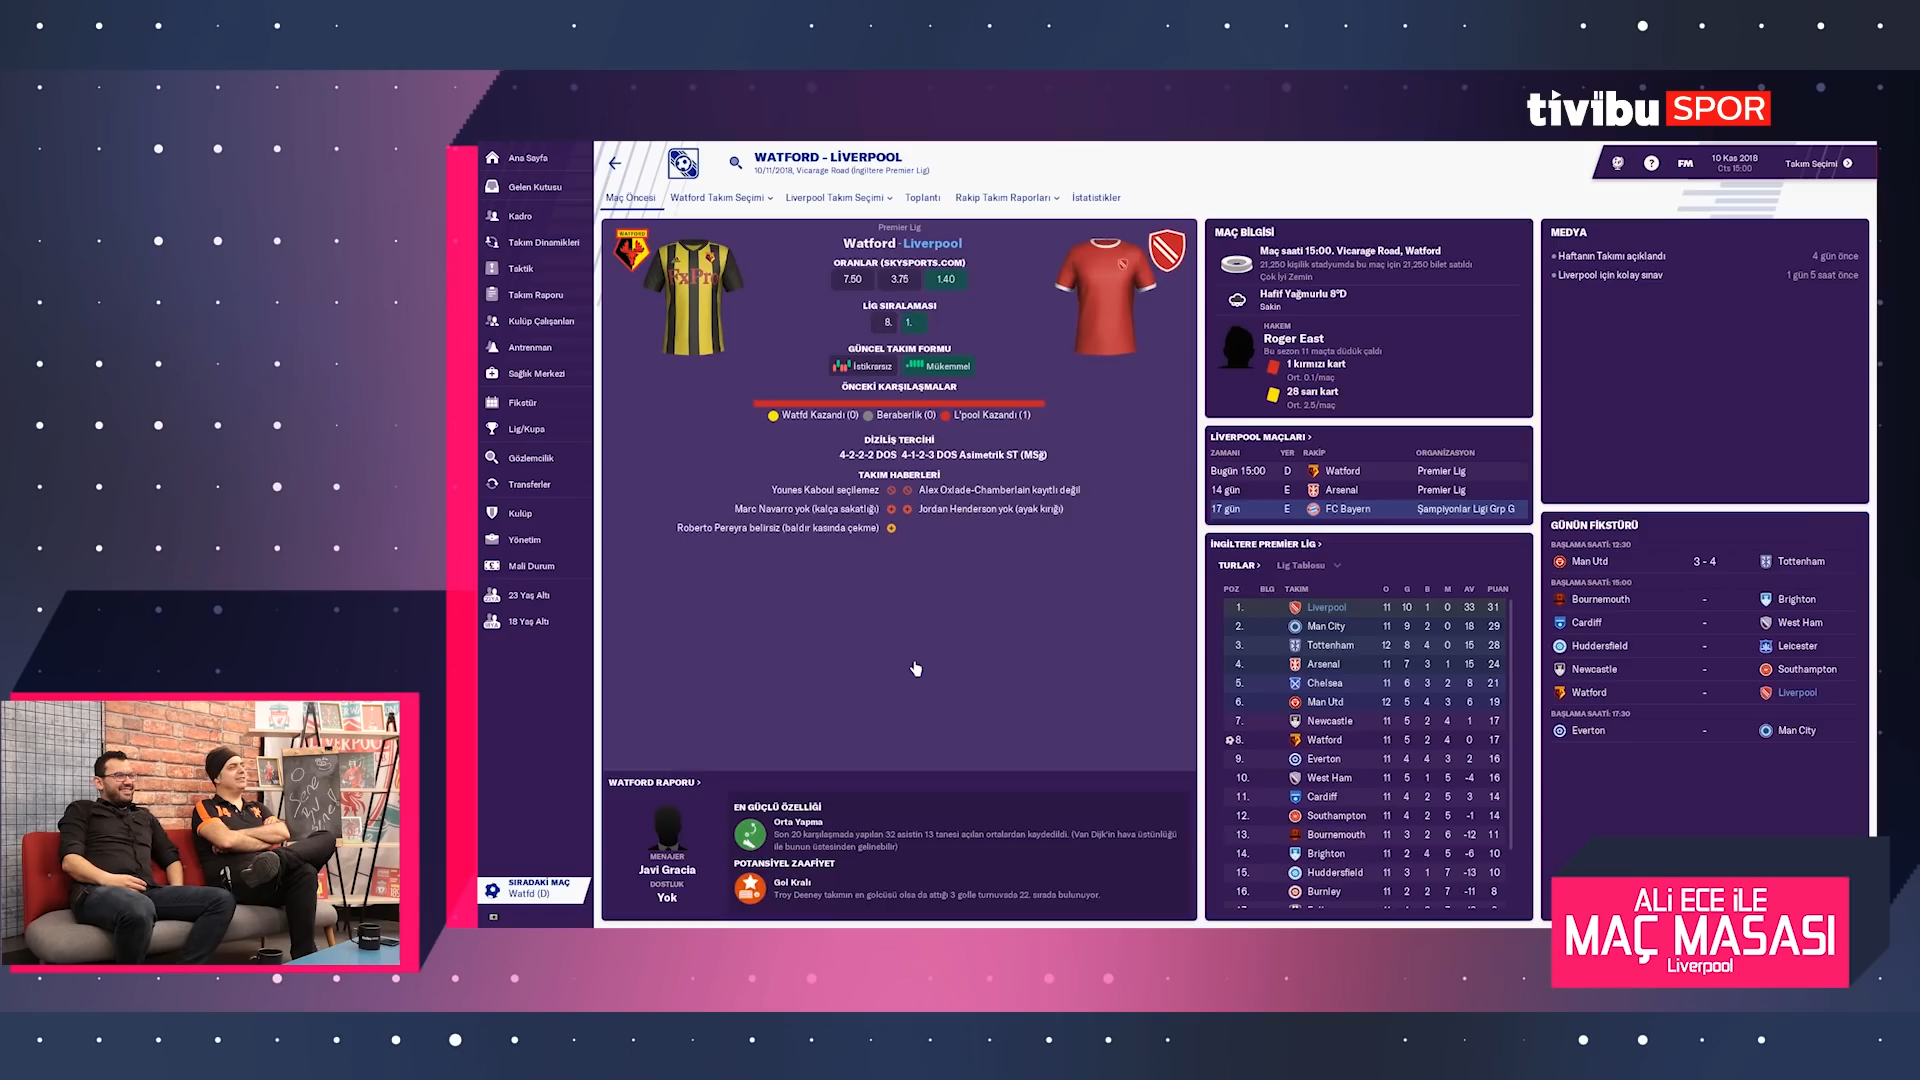 tivibu SPOR
Ana Sayfa
Gelen Kutusu
Kadro
Takım Dinamikleri
Taktik
Takım Raporu
Kulüp Çalışanları
Antrenman
Sağlık Merkezi
Fikstür
Lig/Kupa
Gözlemcilik
Transferler
Kulüp
Yönetim
Mali Durum
23 Yaş Altı
18 Yaş Altı
SIRADAKİ MAÇ
Watfd (D)
WATFORD - LİVERPOOL
10/11/2018, Vicarage Road (İngiltere Premier Lig)
FM
10 Kas 2018
Cts 15:00
Takım Seçimi
Maç Öncesi Watford Takım Seçimi Liverpool Takım Seçimi Toplantı Rakip Takım Raporları İstatistikler
Premier Lig
Watford - Liverpool
ORANLAR (SKYSPORTS.COM)
7.50 3.75 1.40
LİG SIRALAMASI
8. 1.
GÜNCEL TAKIM FORMU
İstikrarsız Mükemmel
ÖNCEKİ KARŞILAŞMALAR
Watfd Kazandı (0) Beraberlik (0) L'pool Kazandı (1)
DİZİLİŞ TERCİHİ
4-2-2-2 DOS 4-1-2-3 DOS Asimetrik ST (MSğ)
TAKIM HABERLERİ
Younes Kaboul seçilemez Alex Oxlade-Chamberlain kayıtlı değil
Marc Navarro yok (kalça sakatlığı) Jordan Henderson yok (ayak kırığı)
Roberto Pereyra belirsiz (baldır kasında çekme)
WATFORD
FxPro
WATFORD RAPORU >
MENAJER
Javi Gracia
DOSTLUK
Yok
EN GÜÇLÜ ÖZELLİĞİ
Orta Yapma
Son 20 karşılaşmada yapılan 32 asistin 13 tanesi açılan ortalardan kaydedildi. (Van Dijk'in hava üstünlüğü
ile bunun üstesinden gelinebilir)
POTANSİYEL ZAAFİYET
Gol Kralı
Troy Deeney takımın en golcüsü olsa da attığı 3 golle turnuvada 22. sırada bulunuyor.
MAÇ BİLGİSİ
Maç saati 15:00. Vicarage Road, Watford
21,250 kişilik stadyumda bu maç için 21,250 bilet satıldı
Çok İyi Zemin
Hafif Yağmurlu 8°D
Sakin
HAKEM
Roger East
Bu sezon 11 maçta düdük çaldı
1 kırmızı kart
Ort. 0.1/maç
28 sarı kart
Ort. 2.5/maç
LİVERPOOL MAÇLARI >
ZAMANI YER RAKİP ORGANİZASYON
Bugün 15:00 D Watford Premier Lig
14 gün E Arsenal Premier Lig
17 gün E FC Bayern Şampiyonlar Ligi Grp G
İNGİLTERE PREMİER LİG >
TURLAR > Lig Tablosu
POZ BLG TAKIM O G B M AV PUAN
1. Liverpool 11 10 1 0 33 31
2. Man City 11 9 2 0 18 29
3. Tottenham 12 8 4 0 15 28
4. Arsenal 11 7 3 1 15 24
5. Chelsea 11 6 3 2 8 21
6. Man Utd 12 5 4 3 6 19
7. Newcastle 11 5 2 4 1 17
8. Watford 11 5 2 4 0 17
9. Everton 11 4 4 3 2 16
10. West Ham 11 5 1 5 -4 16
11. Cardiff 11 4 2 5 3 14
12. Southampton 11 4 2 5 -1 14
13. Bournemouth 11 3 2 6 -12 11
14. Brighton 11 2 4 5 -6 10
15. Huddersfield 11 3 1 7 -13 10
16. Burnley 11 2 2 7 -11 8
MEDYA
Haftanın Takımı açıklandı 4 gün önce
Liverpool için kolay sınav 1 gün 5 saat önce
GÜNÜN FİKSTÜRÜ
BAŞLAMA SAATİ: 12:30
Man Utd 3 - 4 Tottenham
BAŞLAMA SAATİ: 15:00
Bournemouth - Brighton
Cardiff - West Ham
Huddersfield - Leicester
Newcastle - Southampton
Watford - Liverpool
BAŞLAMA SAATİ: 17:30
Everton - Man City
ALİ ECE İLE
MAÇ MASASI
Liverpool